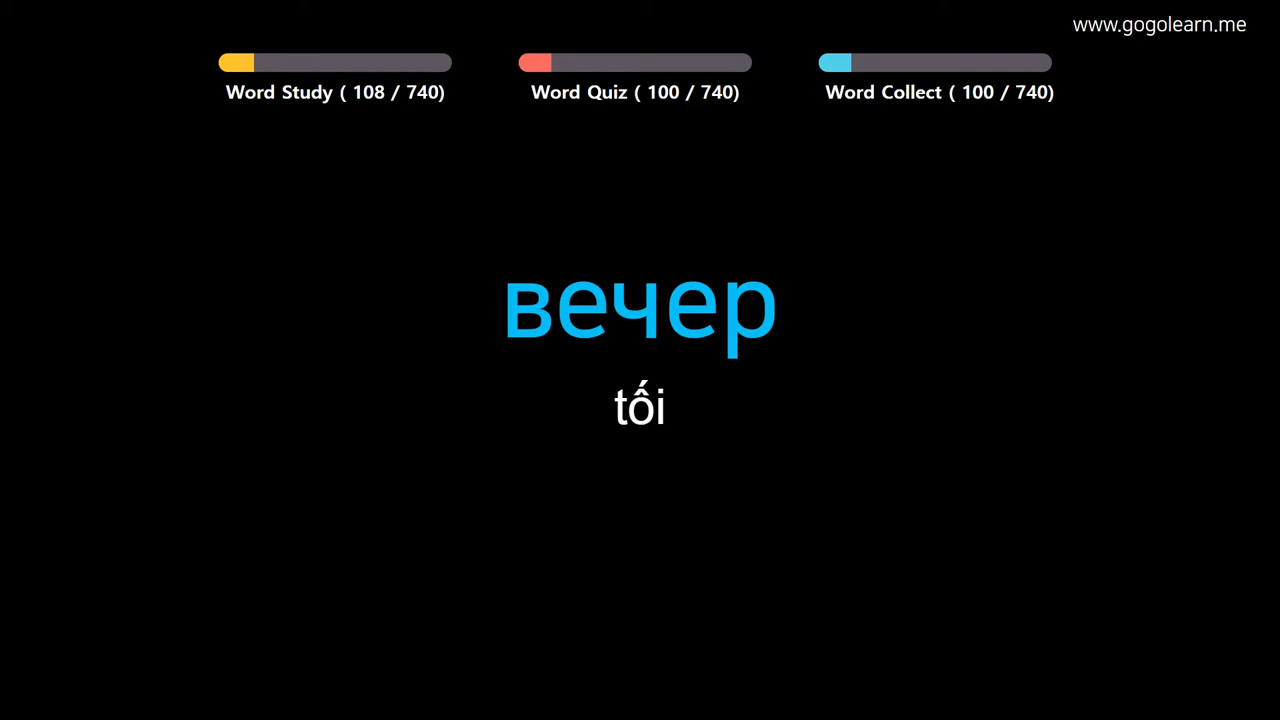 www.gogolearn.me
Word Study ( 108 / 740)
Word Quiz ( 100 / 740)
Word Collect ( 100 / 740)
вечер
tối